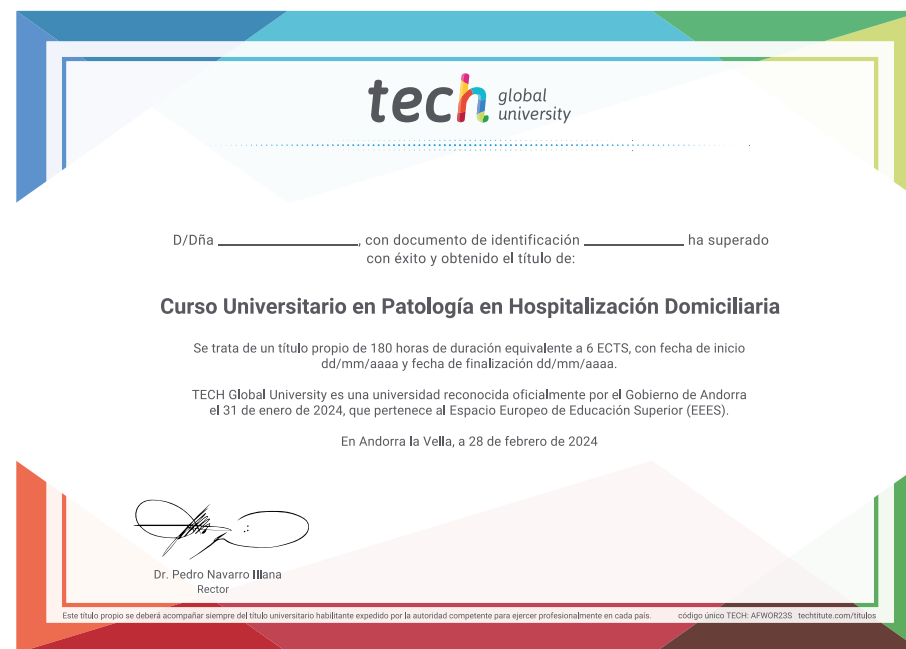 tech global
university
D/Dña ____________________, con documento de identificación ______________ ha superado
con éxito y obtenido el título de:
Curso Universitario en Patología en Hospitalización Domiciliaria
Se trata de un título propio de 180 horas de duración equivalente a 6 ECTS, con fecha de inicio
dd/mm/aaaa y fecha de finalización dd/mm/aaaa.
TECH Global University es una universidad reconocida oficialmente por el Gobierno de Andorra
el 31 de enero de 2024, que pertenece al Espacio Europeo de Educación Superior (EEES).
En Andorra la Vella, a 28 de febrero de 2024
Dr. Pedro Navarro Illana
Rector
Este título propio se deberá acompañar siempre del título universitario habilitante expedido por la autoridad competente para ejercer profesionalmente en cada país. código único TECH: AFWOR23S techtitute.com/titulos